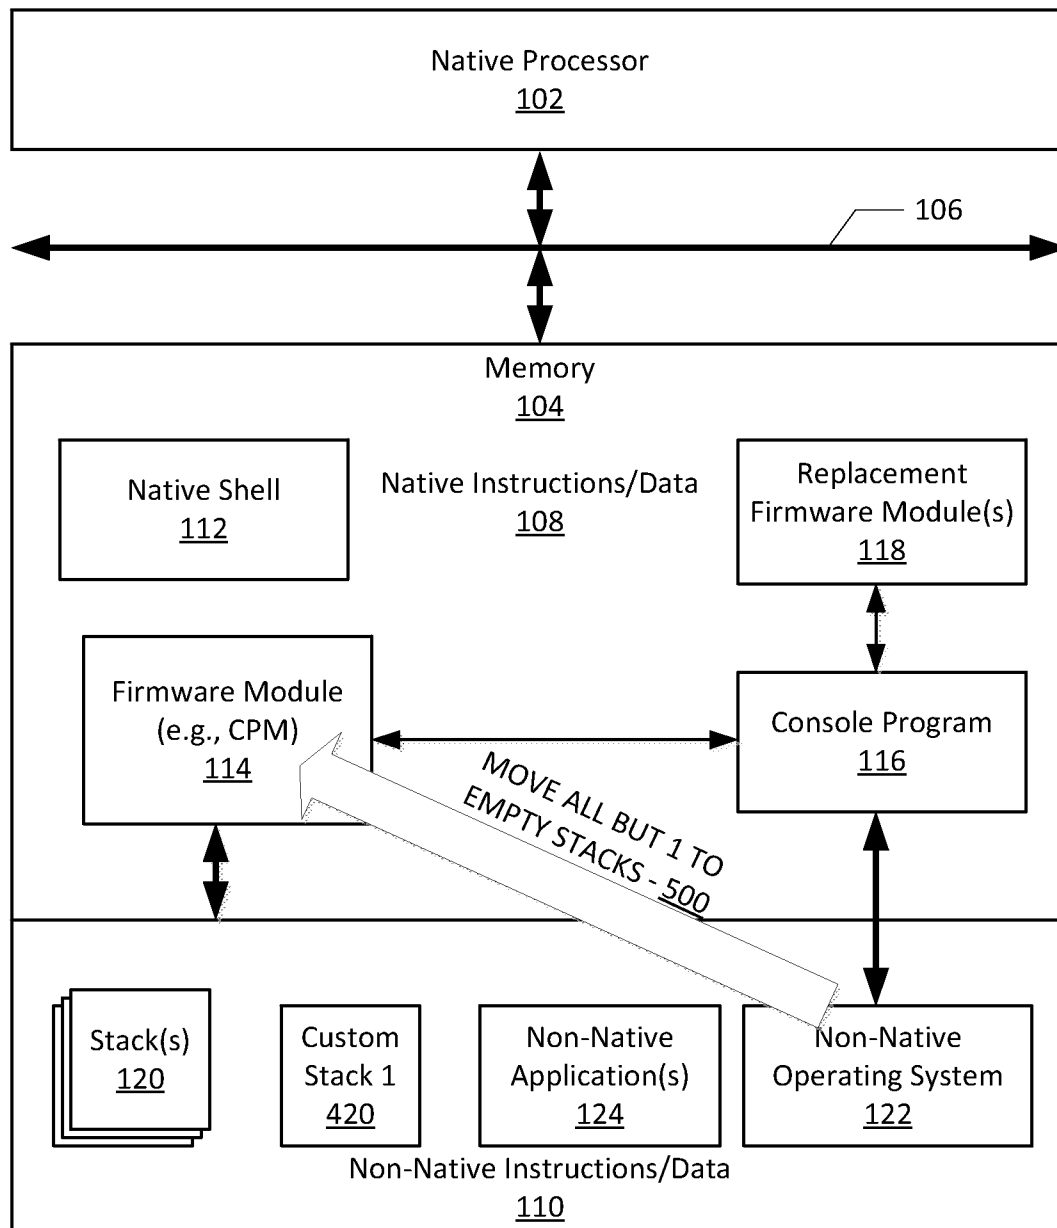 Native Processor
102
106
Memory
104
Native Shell
112
Native Instructions/Data
108
Replacement
Firmware Module(s)
118
Firmware Module
(e.g., CPM)
114
Console Program
116
MOVE ALL BUT 1 TO
EMPTY STACKS - 500
Stack(s)
120
Custom
Stack 1
420
Non-Native
Application(s)
124
Non-Native
Operating System
122
Non-Native Instructions/Data
110